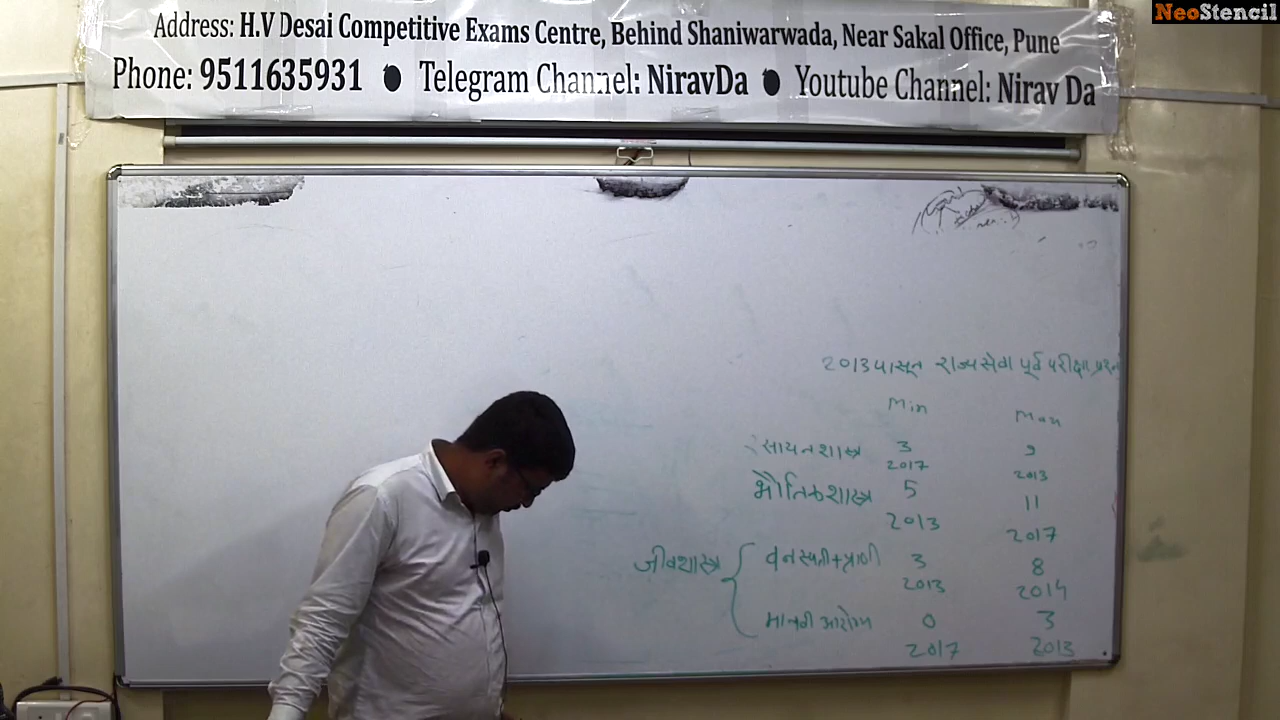 NeoStencil
Address: H.V Desai Competitive Exams Centre, Behind Shaniwarwada, Near Sakal Office, Pune
Phone: 9511635931 ● Telegram Channel: NiravDa ● Youtube Channel: Nirav Da
2013 पासून राज्यसेवा पूर्व परीक्षा प्रश्न
Min Max
रसायनशास्त्र 3 9
2017 2013
भौतिकशास्त्र 5 11
2013 2017
जीवशास्त्र { वनस्पती+प्राणी 3 8
2013 2014
मानवी आरोग्य 0 3
2017 2013